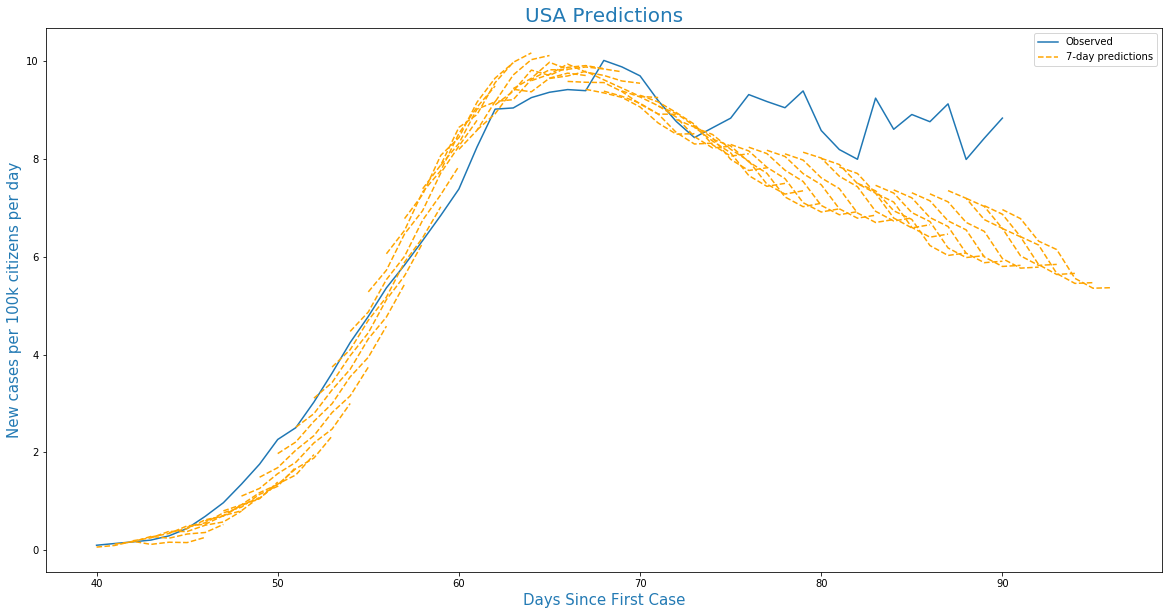 USA Predictions
Observed
7-day predictions
New cases per 100k citizens per day
10
8
6
4
2
0
40
50
60
70
80
90
Days Since First Case